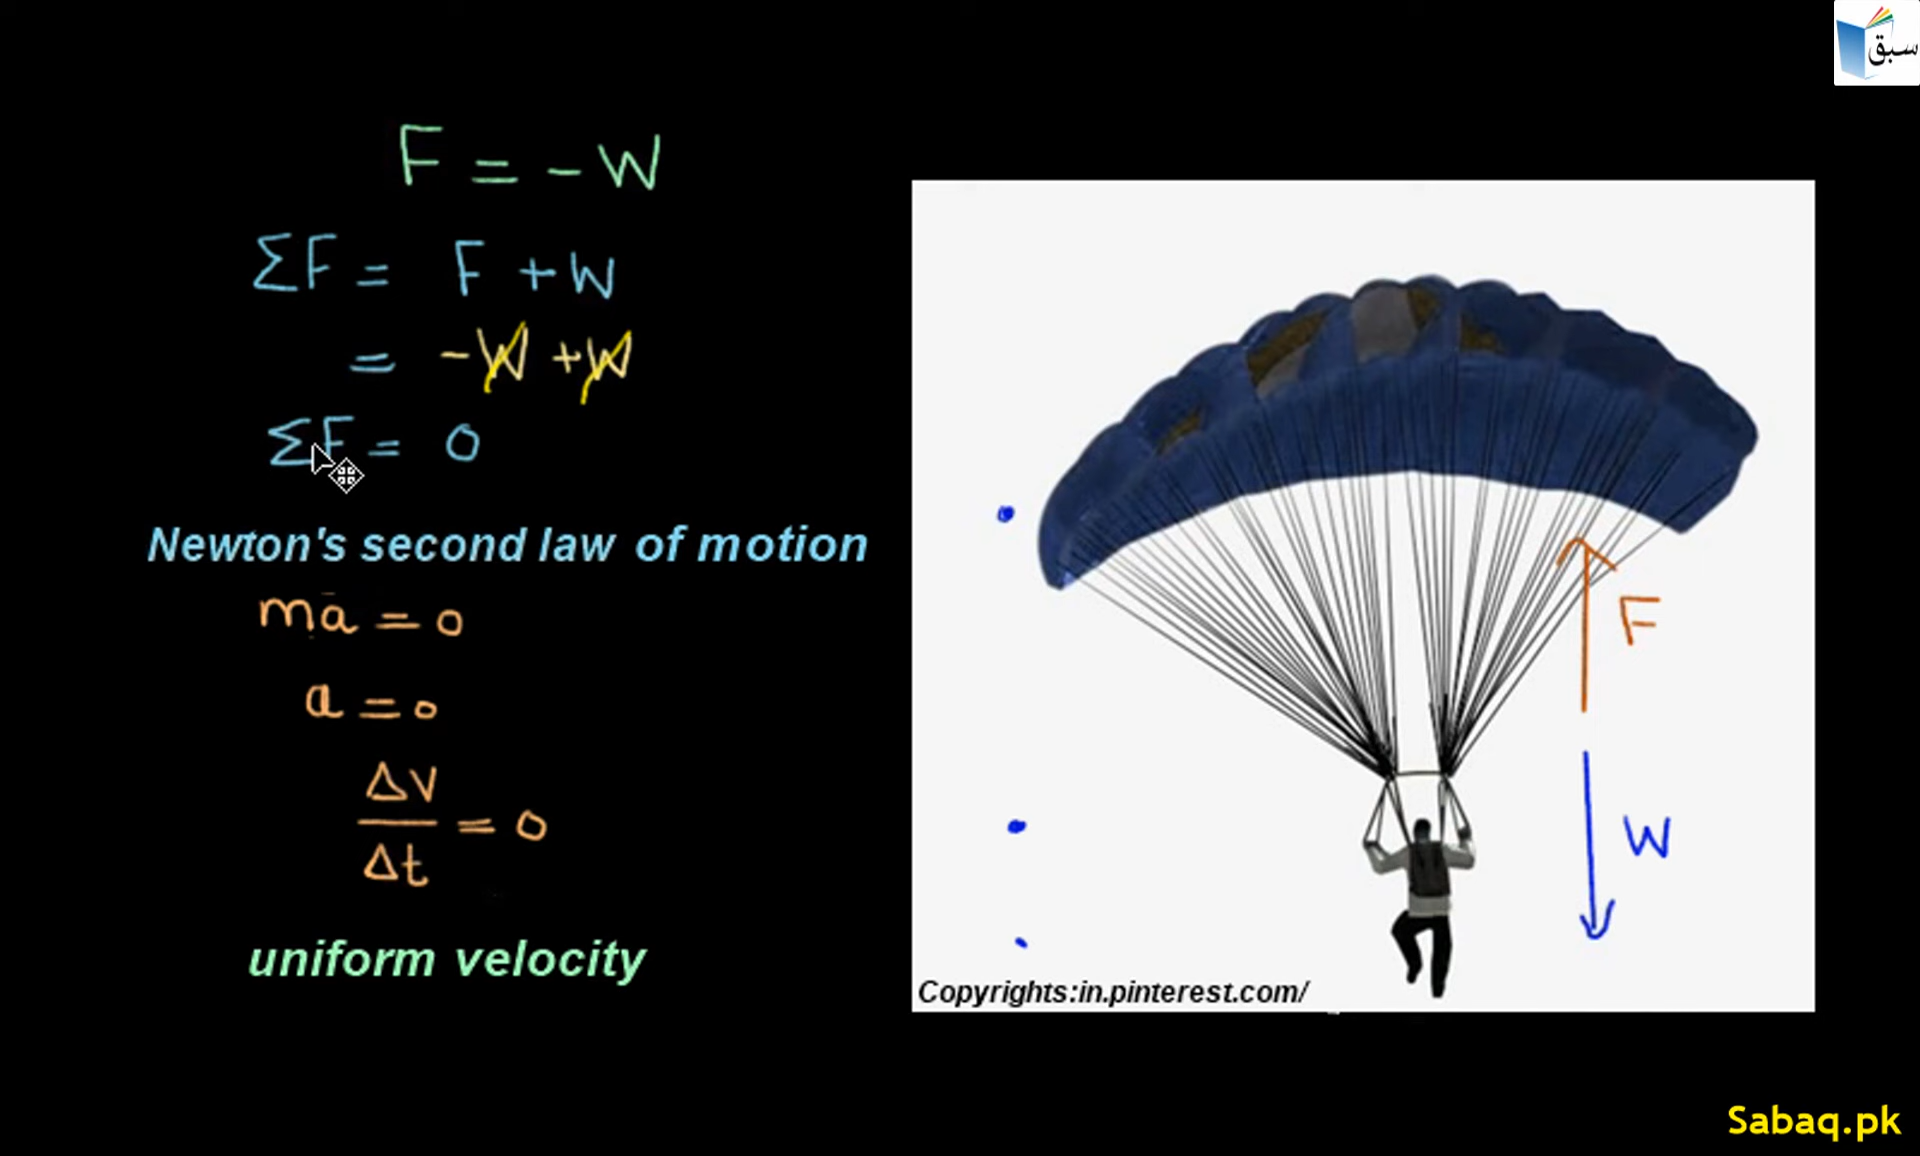 سبق
F = - W
ΣF = F + W
= -W + W
ΣF = 0
Newton's second law of motion
ma = 0
a = 0
ΔV
Δt
= 0
uniform velocity
F
W
Copyrights:in.pinterest.com/
Sabaq.pk